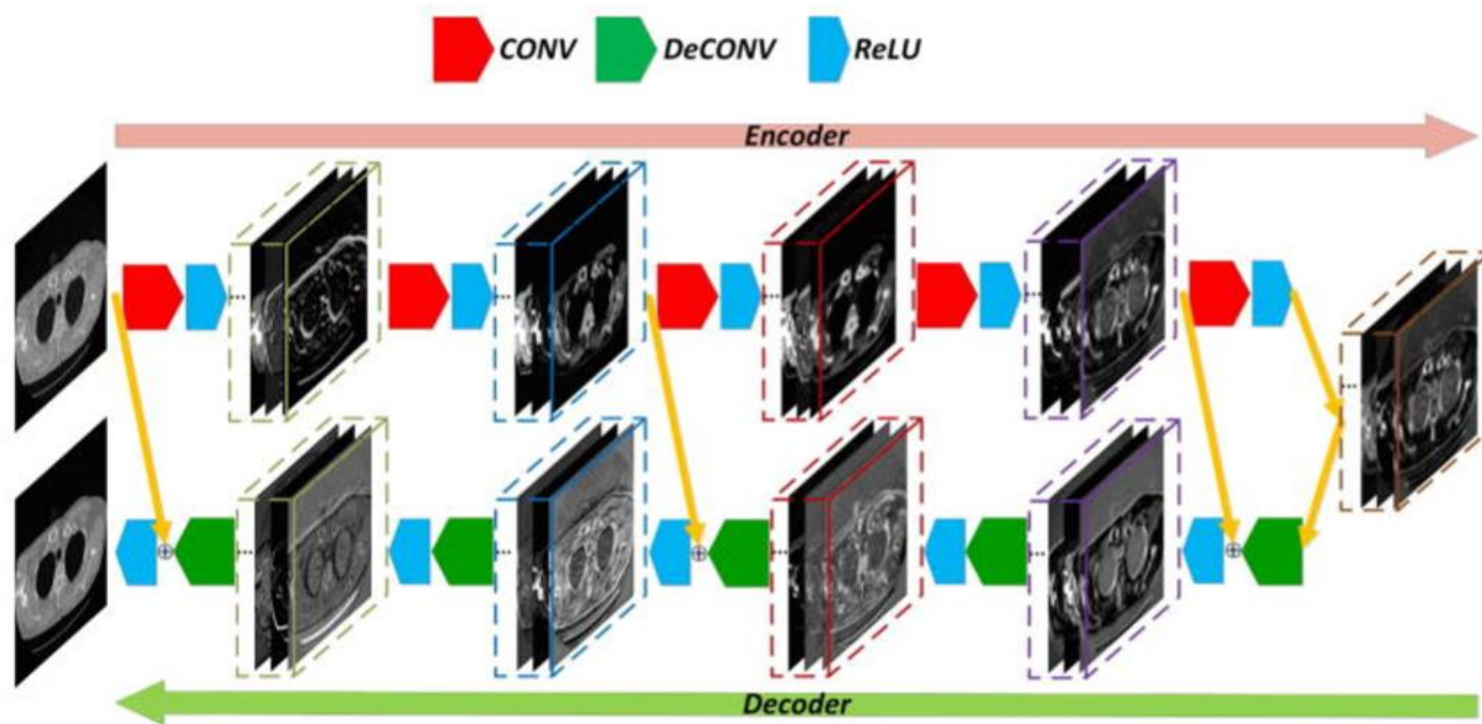 CONV DeCONV ReLU
Encoder
... ... ... ...
...
... ... ... ...
Decoder